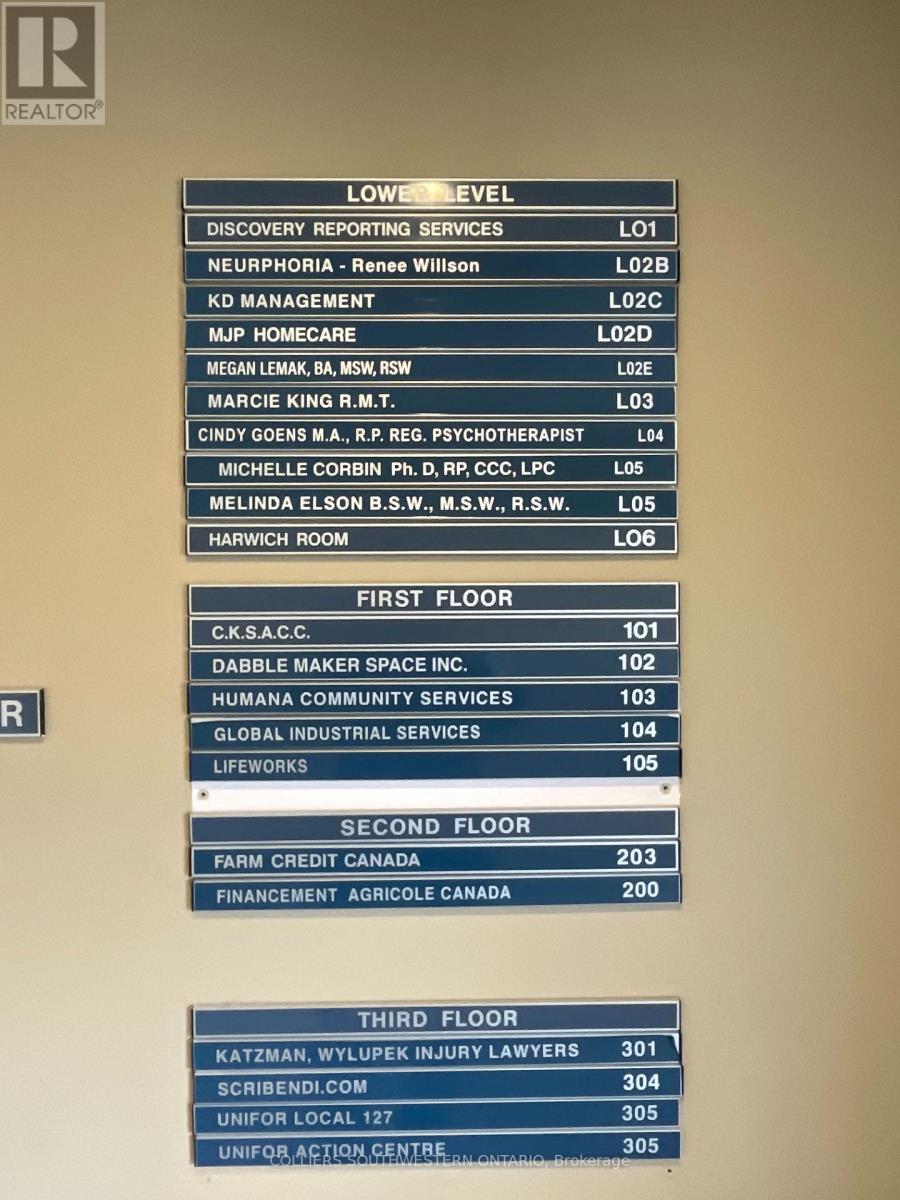 REALTOR®
LOWER LEVEL
DISCOVERY REPORTING SERVICES LO1
NEURPHORIA - Renee Willson L02B
KD MANAGEMENT L02C
MJP HOMECARE L02D
MEGAN LEMAK, BA, MSW, RSW L02E
MARCIE KING R.M.T. L03
CINDY GOENS M.A., R.P. REG. PSYCHOTHERAPIST L04
MICHELLE CORBIN Ph. D, RP, CCC, LPC L05
MELINDA ELSON B.S.W., M.S.W., R.S.W. L05
HARWICH ROOM LO6
FIRST FLOOR
C.K.S.A.C.C. 101
DABBLE MAKER SPACE INC. 102
HUMANA COMMUNITY SERVICES 103
R
GLOBAL INDUSTRIAL SERVICES 104
LIFEWORKS 105
SECOND FLOOR
FARM CREDIT CANADA 203
FINANCEMENT AGRICOLE CANADA 200
THIRD FLOOR
KATZMAN, WYLUPEK INJURY LAWYERS 301
SCRIBENDI.COM 304
UNIFOR LOCAL 127 305
UNIFOR ACTION CENTRE 305
COLLIERS SOUTHWESTERN ONTARIO, Brokerage